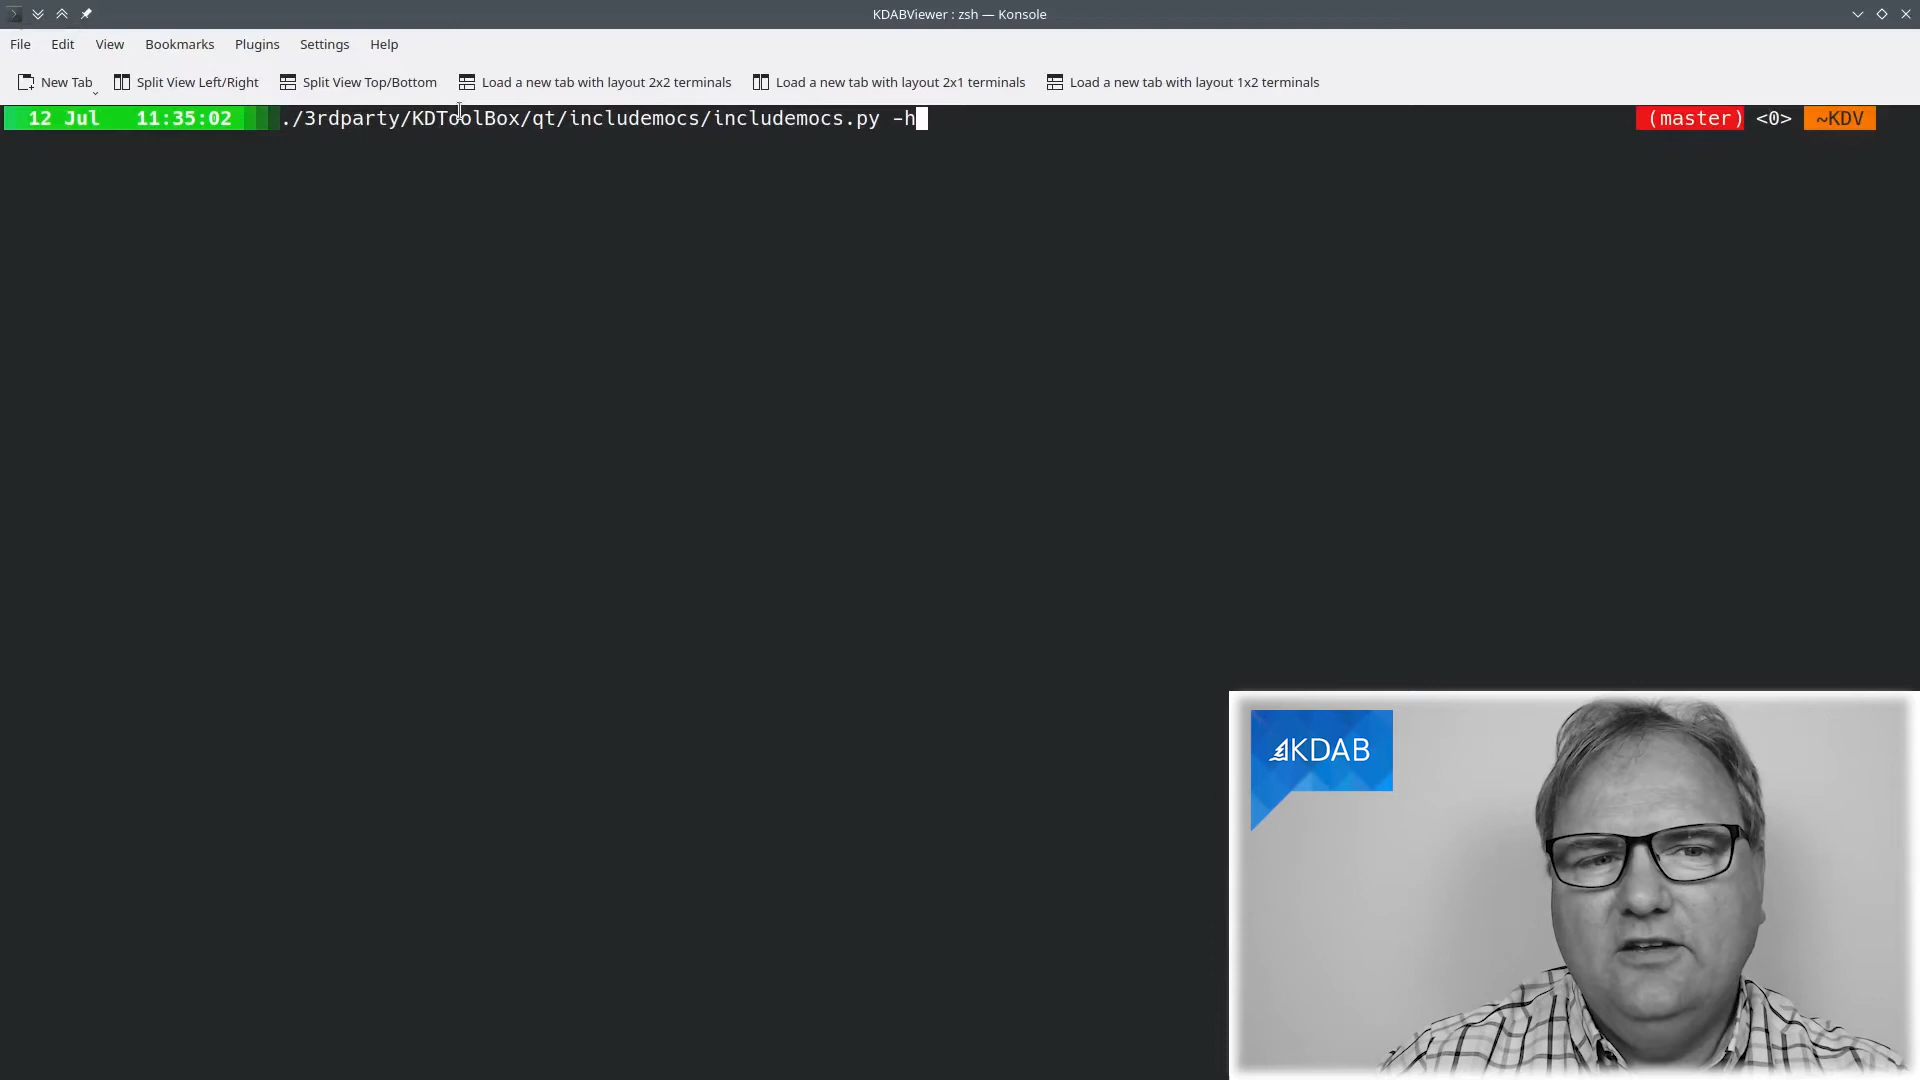 KDABViewer : zsh — Konsole
File Edit View Bookmarks Plugins Settings Help
New Tab Split View Left/Right Split View Top/Bottom Load a new tab with layout 2x2 terminals Load a new tab with layout 2x1 terminals Load a new tab with layout 1x2 terminals
12 Jul 11:35:02 ./3rdparty/KDToolBox/qt/includemocs/includemocs.py -h (master) <0> ~KDV
KDAB